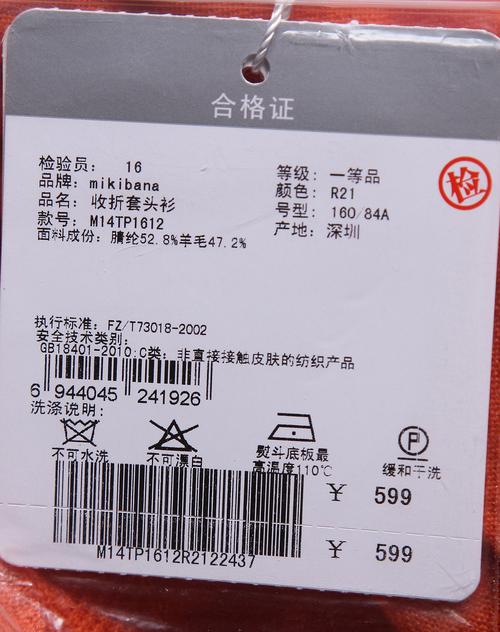 合格证
检验员: 16
品牌: mikibana
品名: 收折套头衫
款号: M14TP1612
面料成份: 腈纶52.8%羊毛47.2%
等级: 一等品
颜色: R21
号型: 160/84A
产地: 深圳
检
执行标准: FZ/T73018-2002
安全技术类别:
GB18401-2010:C类: 非直接接触皮肤的纺织产品
6 944045 241926
洗涤说明:
不可水洗
不可漂白
熨斗底板最
高温度110℃
P
缓和干洗
¥ 599
¥ 599
M14TP1612R2122437